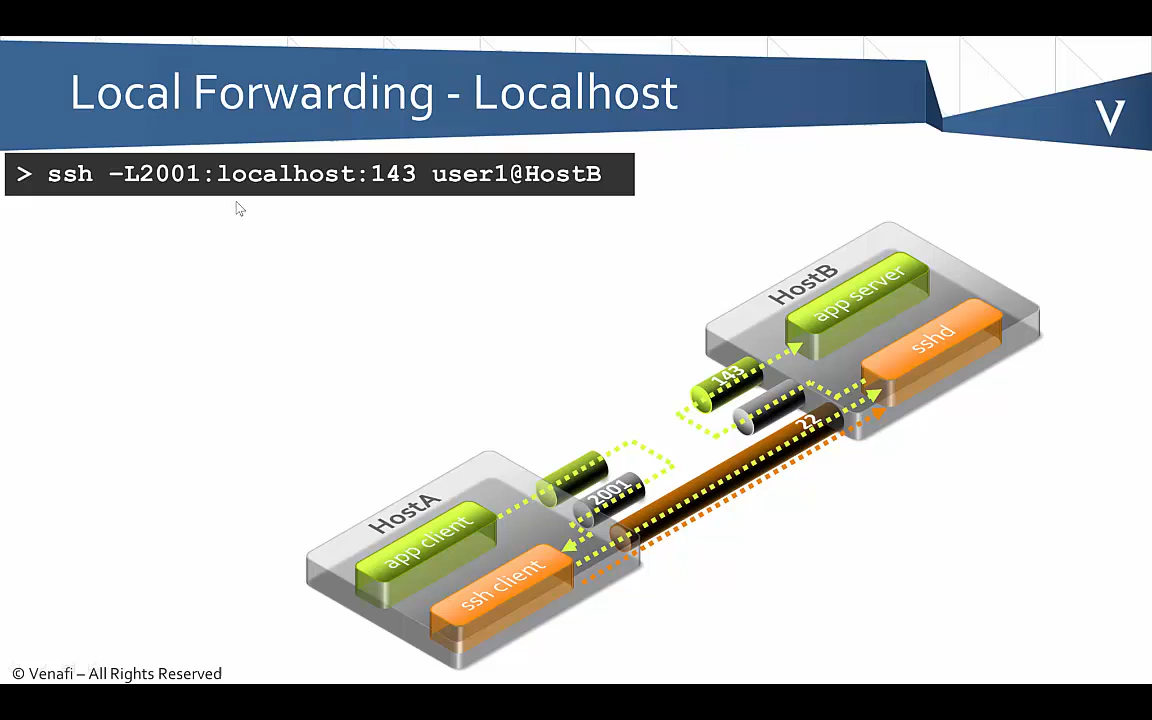 Local Forwarding - Localhost
V
> ssh –L2001:localhost:143 user1@HostB
HostB
app server
sshd
143
22
2001
HostA
app client
ssh client
© Venafi – All Rights Reserved